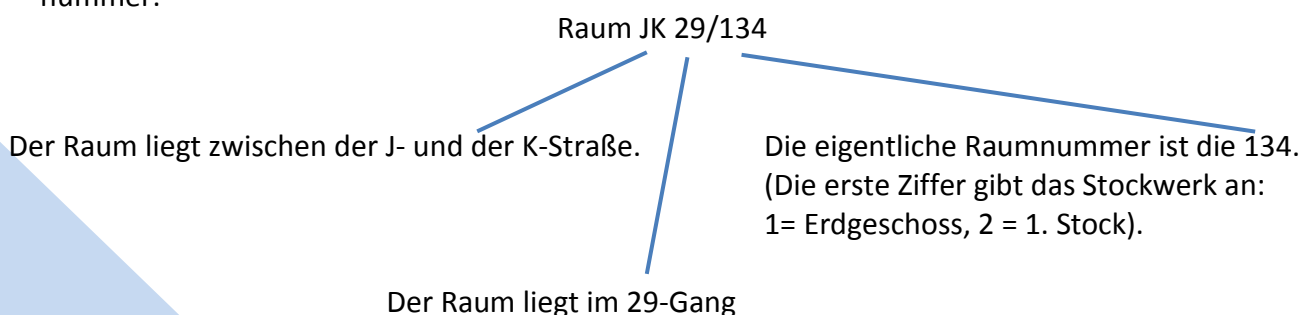 nummer:
Raum JK 29/134
Der Raum liegt zwischen der J- und der K-Straße.
Die eigentliche Raumnummer ist die 134.
(Die erste Ziffer gibt das Stockwerk an:
1= Erdgeschoss, 2 = 1. Stock).
Der Raum liegt im 29-Gang